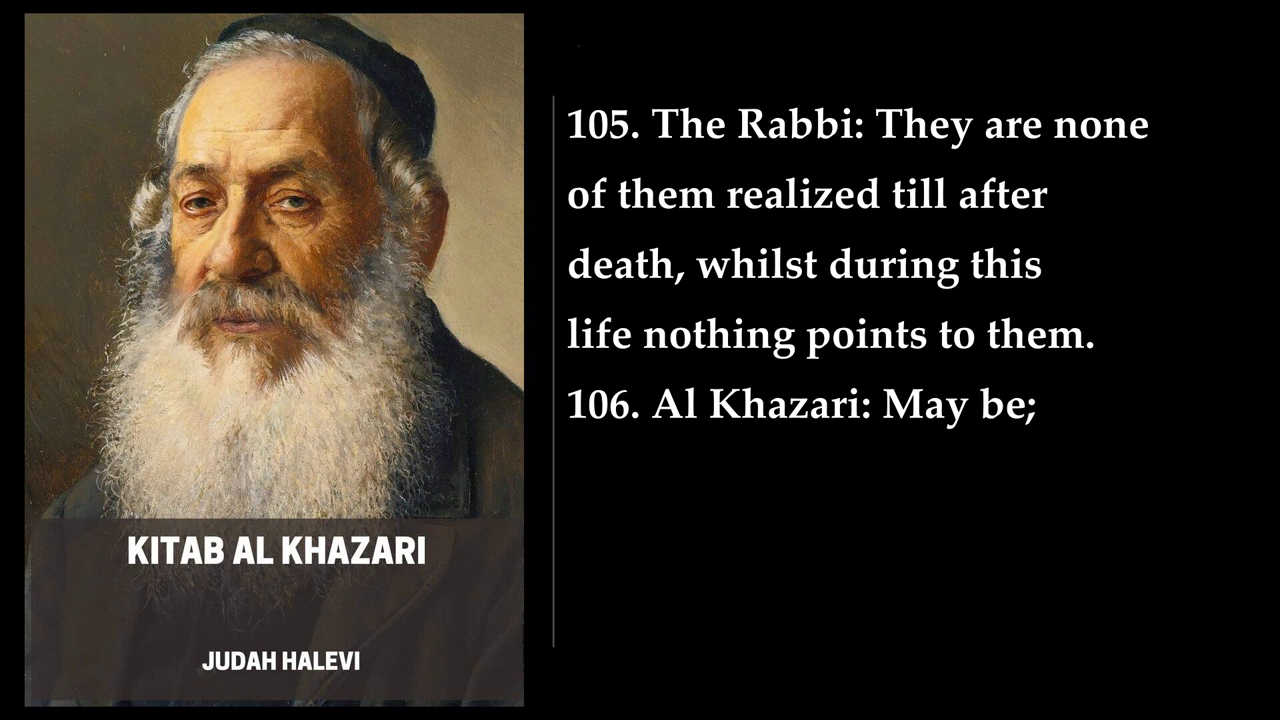 KITAB AL KHAZARI
JUDAH HALEVI
105. The Rabbi: They are none
of them realized till after
death, whilst during this
life nothing points to them.
106. Al Khazari: May be;